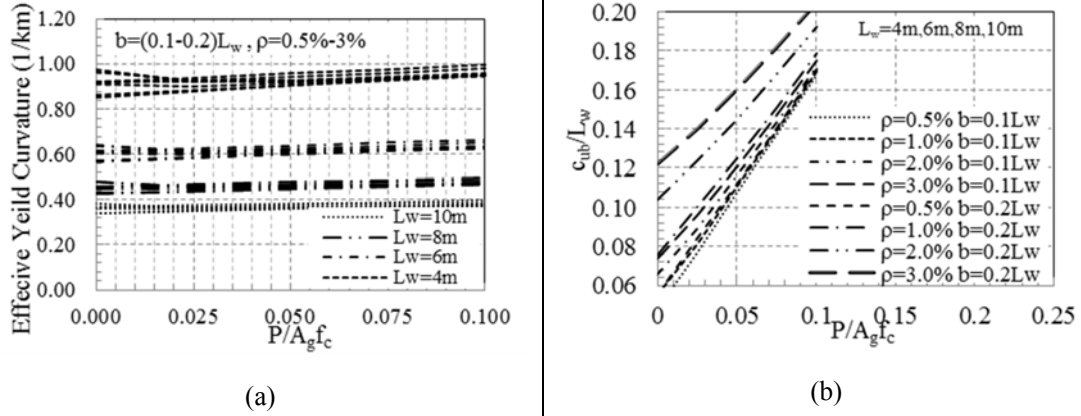 Effective Yeild Curvature (1/km)
1.20
1.00
0.80
0.60
0.40
0.20
0.00
b=(0.1-0.2)Lw , ρ=0.5%-3%
Lw=10m
Lw=8m
Lw=6m
Lw=4m
0.000
0.025
0.050
0.075
0.100
P/Agfc
(a)
cub/Lw
0.20
0.18
0.16
0.14
0.12
0.10
0.08
0.06
Lw=4m,6m,8m,10m
ρ=0.5% b=0.1Lw
ρ=1.0% b=0.1Lw
ρ=2.0% b=0.1Lw
ρ=3.0% b=0.1Lw
ρ=0.5% b=0.2Lw
ρ=1.0% b=0.2Lw
ρ=2.0% b=0.2Lw
ρ=3.0% b=0.2Lw
0
0.05
0.1
0.15
0.2
0.25
P/Agfc
(b)